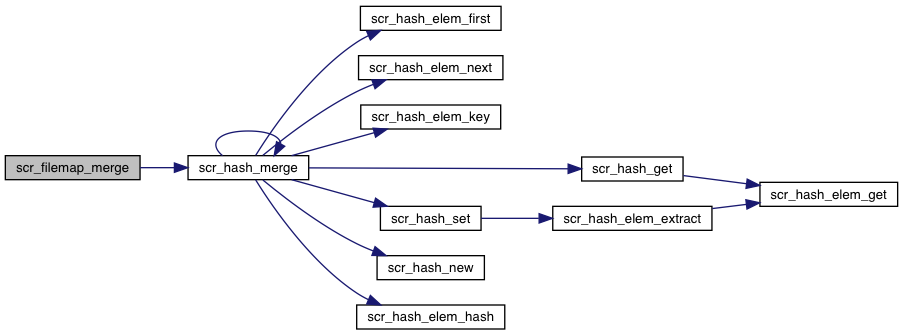 scr_hash_elem_first
scr_hash_elem_next
scr_hash_elem_key
scr_filemap_merge
scr_hash_merge
scr_hash_get
scr_hash_elem_get
scr_hash_set
scr_hash_elem_extract
scr_hash_new
scr_hash_elem_hash